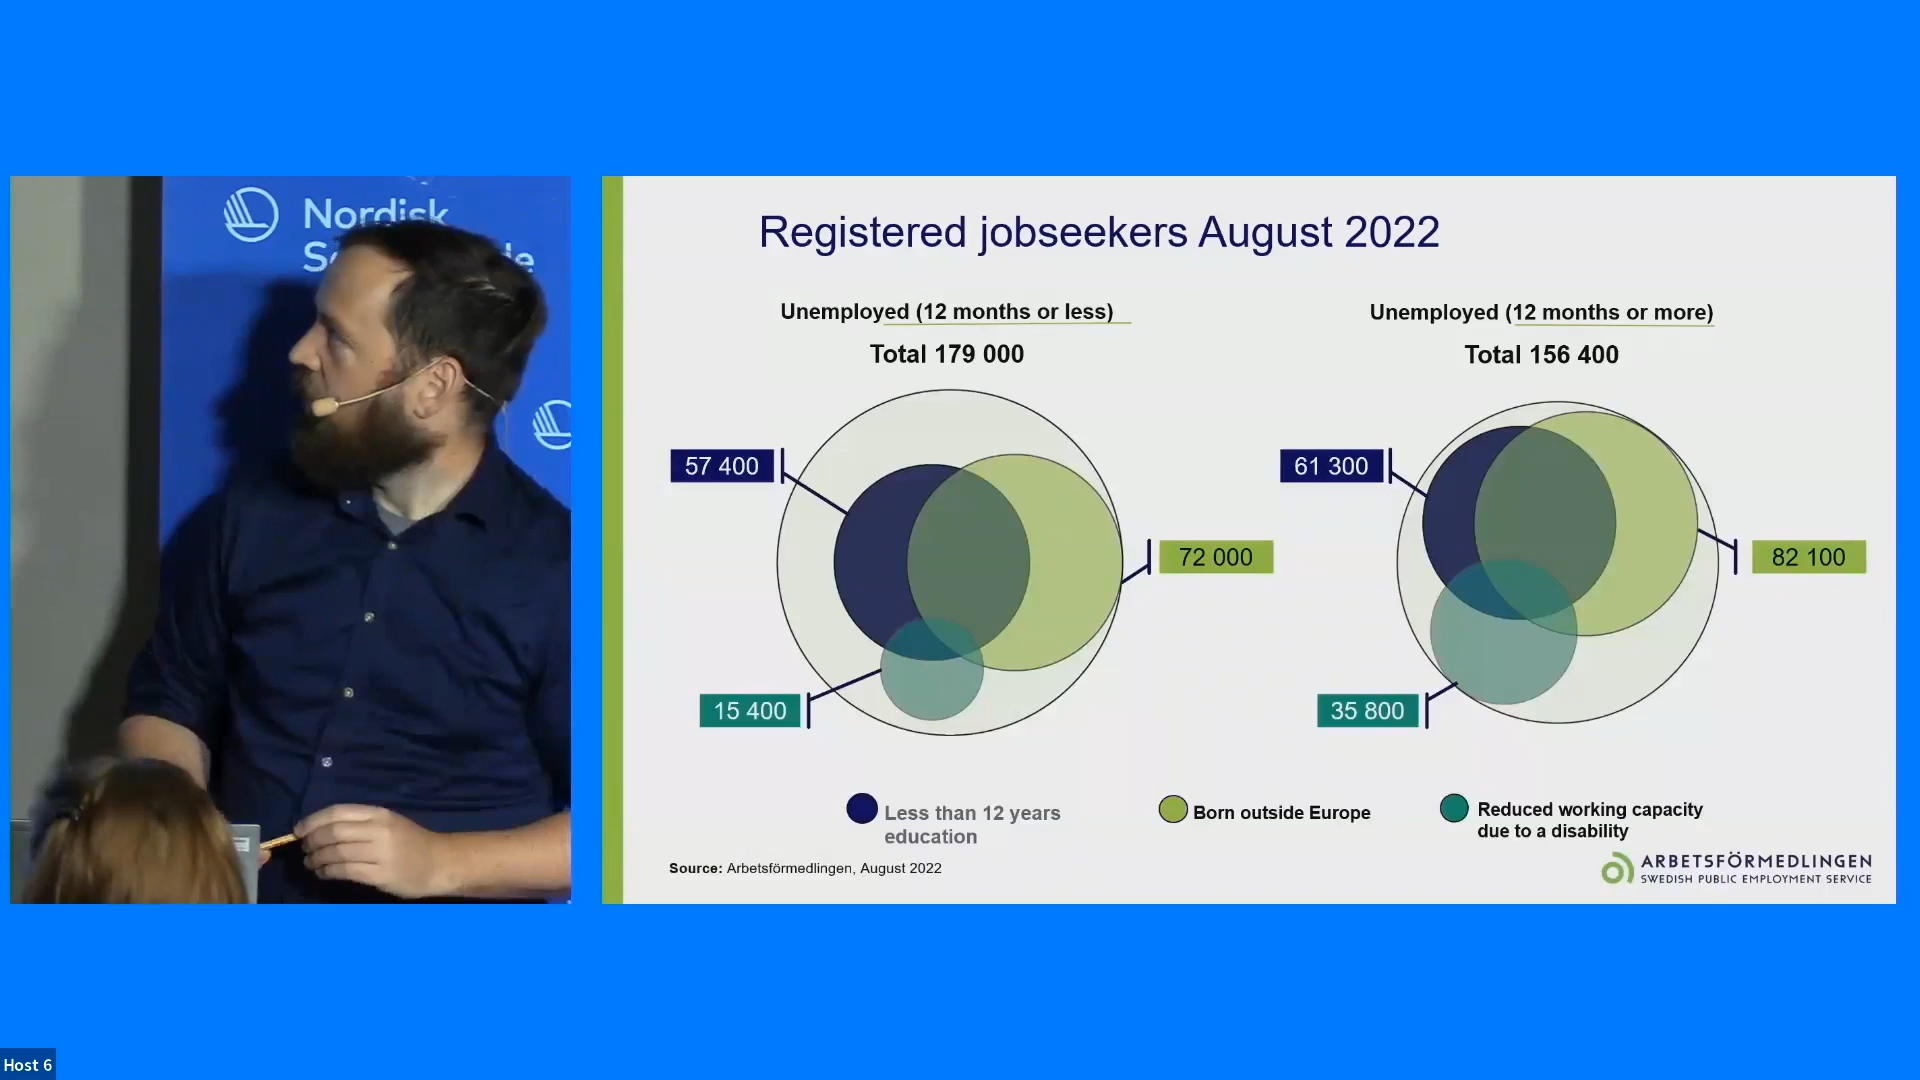 Nordisk
Registered jobseekers August 2022
Unemployed (12 months or less)
Total 179 000
57 400
72 000
15 400
Unemployed (12 months or more)
Total 156 400
61 300
82 100
35 800
Less than 12 years
education
Born outside Europe
Reduced working capacity
due to a disability
Source: Arbetsförmedlingen, August 2022
ARBETSFÖRMEDLINGEN
SWEDISH PUBLIC EMPLOYMENT SERVICE
Host 6